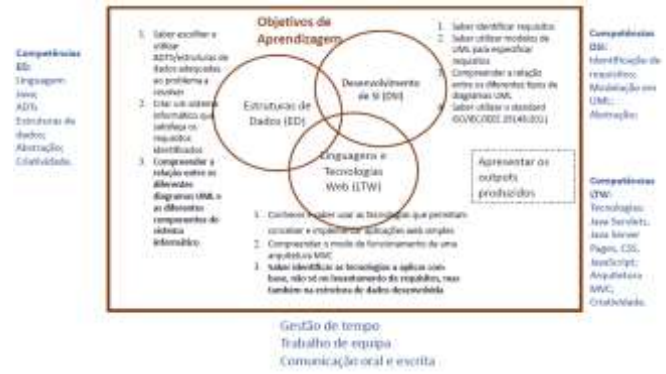 Objetivos de
Aprendizagem
Competências
ED:
Linguagem
Java;
ADTs
Estruturas de
dados;
Abstração;
Criatividade.
1. Saber escolher e
utilizar
ADTS/estruturas de
dados adequadas
ao problema a
resolver
2. Criar um sistema
informático que
satisfaça os
requisitos
identificados
3. Compreender a
relação entre os
diferentes
diagramas UML e
as diferentes
componentes do
sistema
informático
Estruturas de
Dados (ED)
Desenvolvimento
de SI (DSI)
Linguagens e
Tecnologias
Web (LTW)
1. Saber identificar requisitos
2. Saber utilizar modelos de
UML para especificar
requisitos
3. Compreender a relação
entre os diferentes tipos de
diagramas UML
4. Saber utilizar o standard
Apresentar os
outputs
produzidos
1. Conhecer e saber usar as tecnologias que permitam
conceber e implementar aplicações web simples
2. Compreender o modo de funcionamento de uma
arquitetura MVC
3. Saber identificar as tecnologias a aplicar com
base, não só no levantamento de requisitos, mas
também na estrutura de dados desenvolvida
Competências
DSI:
Identificação de
requisitos;
Modelação em
UML;
Abstração;
Competências
LTW:
Tecnologias
Java Servlets,
Java Server
Pages, CSS,
JavaScript;
Arquitetura
MVC;
Criatividade.
Gestão de tempo
Trabalho de equipa
Comunicação oral e escrita